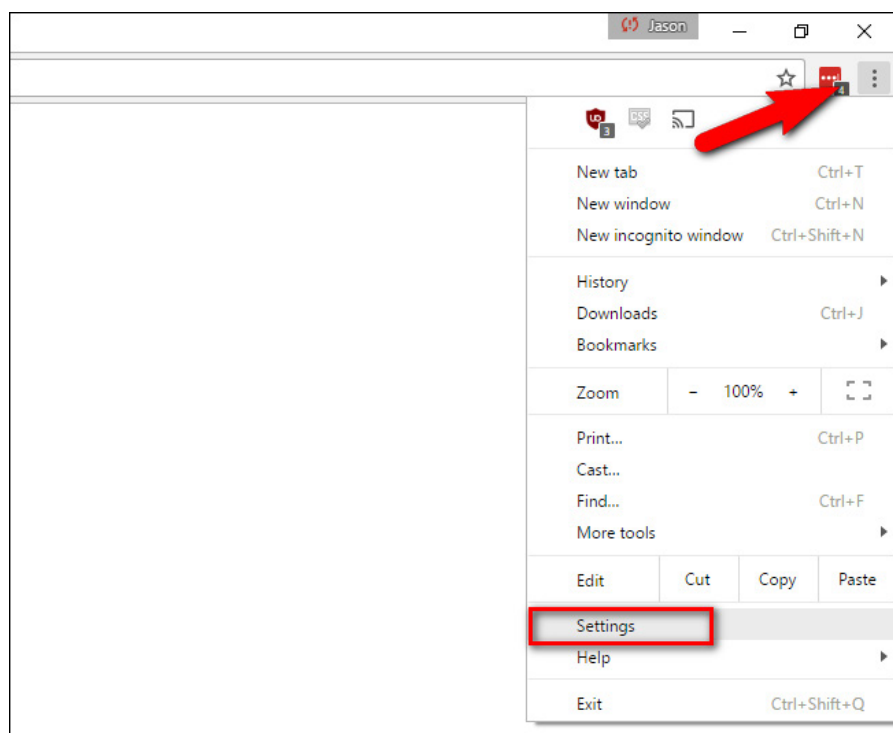 Jason
4
3 CSS
New tab Ctrl+T
New window Ctrl+N
New incognito window Ctrl+Shift+N
History
Downloads Ctrl+J
Bookmarks
Zoom - 100% +
Print... Ctrl+P
Cast...
Find... Ctrl+F
More tools
Edit Cut Copy Paste
Settings
Help
Exit Ctrl+Shift+Q